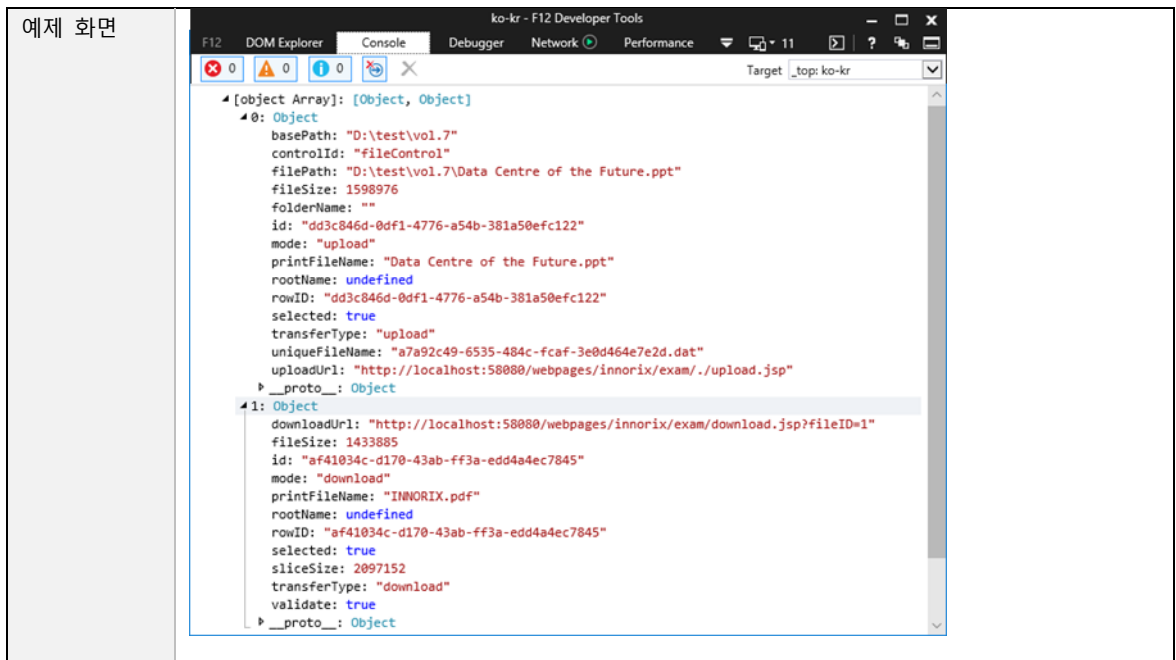 예제 화면
ko-kr - F12 Developer Tools
F12 DOM Explorer Console Debugger Network Performance 11 ?
0 0 0 Target _top: ko-kr
[object Array]: [Object, Object]
0: Object
basePath: "D:\test\vol.7"
controlId: "fileControl"
filePath: "D:\test\vol.7\Data Centre of the Future.ppt"
fileSize: 1598976
folderName: ""
id: "dd3c846d-0df1-4776-a54b-381a50efc122"
mode: "upload"
printFileName: "Data Centre of the Future.ppt"
rootName: undefined
rowID: "dd3c846d-0df1-4776-a54b-381a50efc122"
selected: true
transferType: "upload"
uniqueFileName: "a7a92c49-6535-484c-fcaf-3e0d464e7e2d.dat"
uploadUrl: "http://localhost:58080/webpages/innorix/exam/./upload.jsp"
__proto__: Object
1: Object
downloadUrl: "http://localhost:58080/webpages/innorix/exam/download.jsp?fileID=1"
fileSize: 1433885
id: "af41034c-d170-43ab-ff3a-edd4a4ec7845"
mode: "download"
printFileName: "INNORIX.pdf"
rootName: undefined
rowID: "af41034c-d170-43ab-ff3a-edd4a4ec7845"
selected: true
sliceSize: 2097152
transferType: "download"
validate: true
__proto__: Object